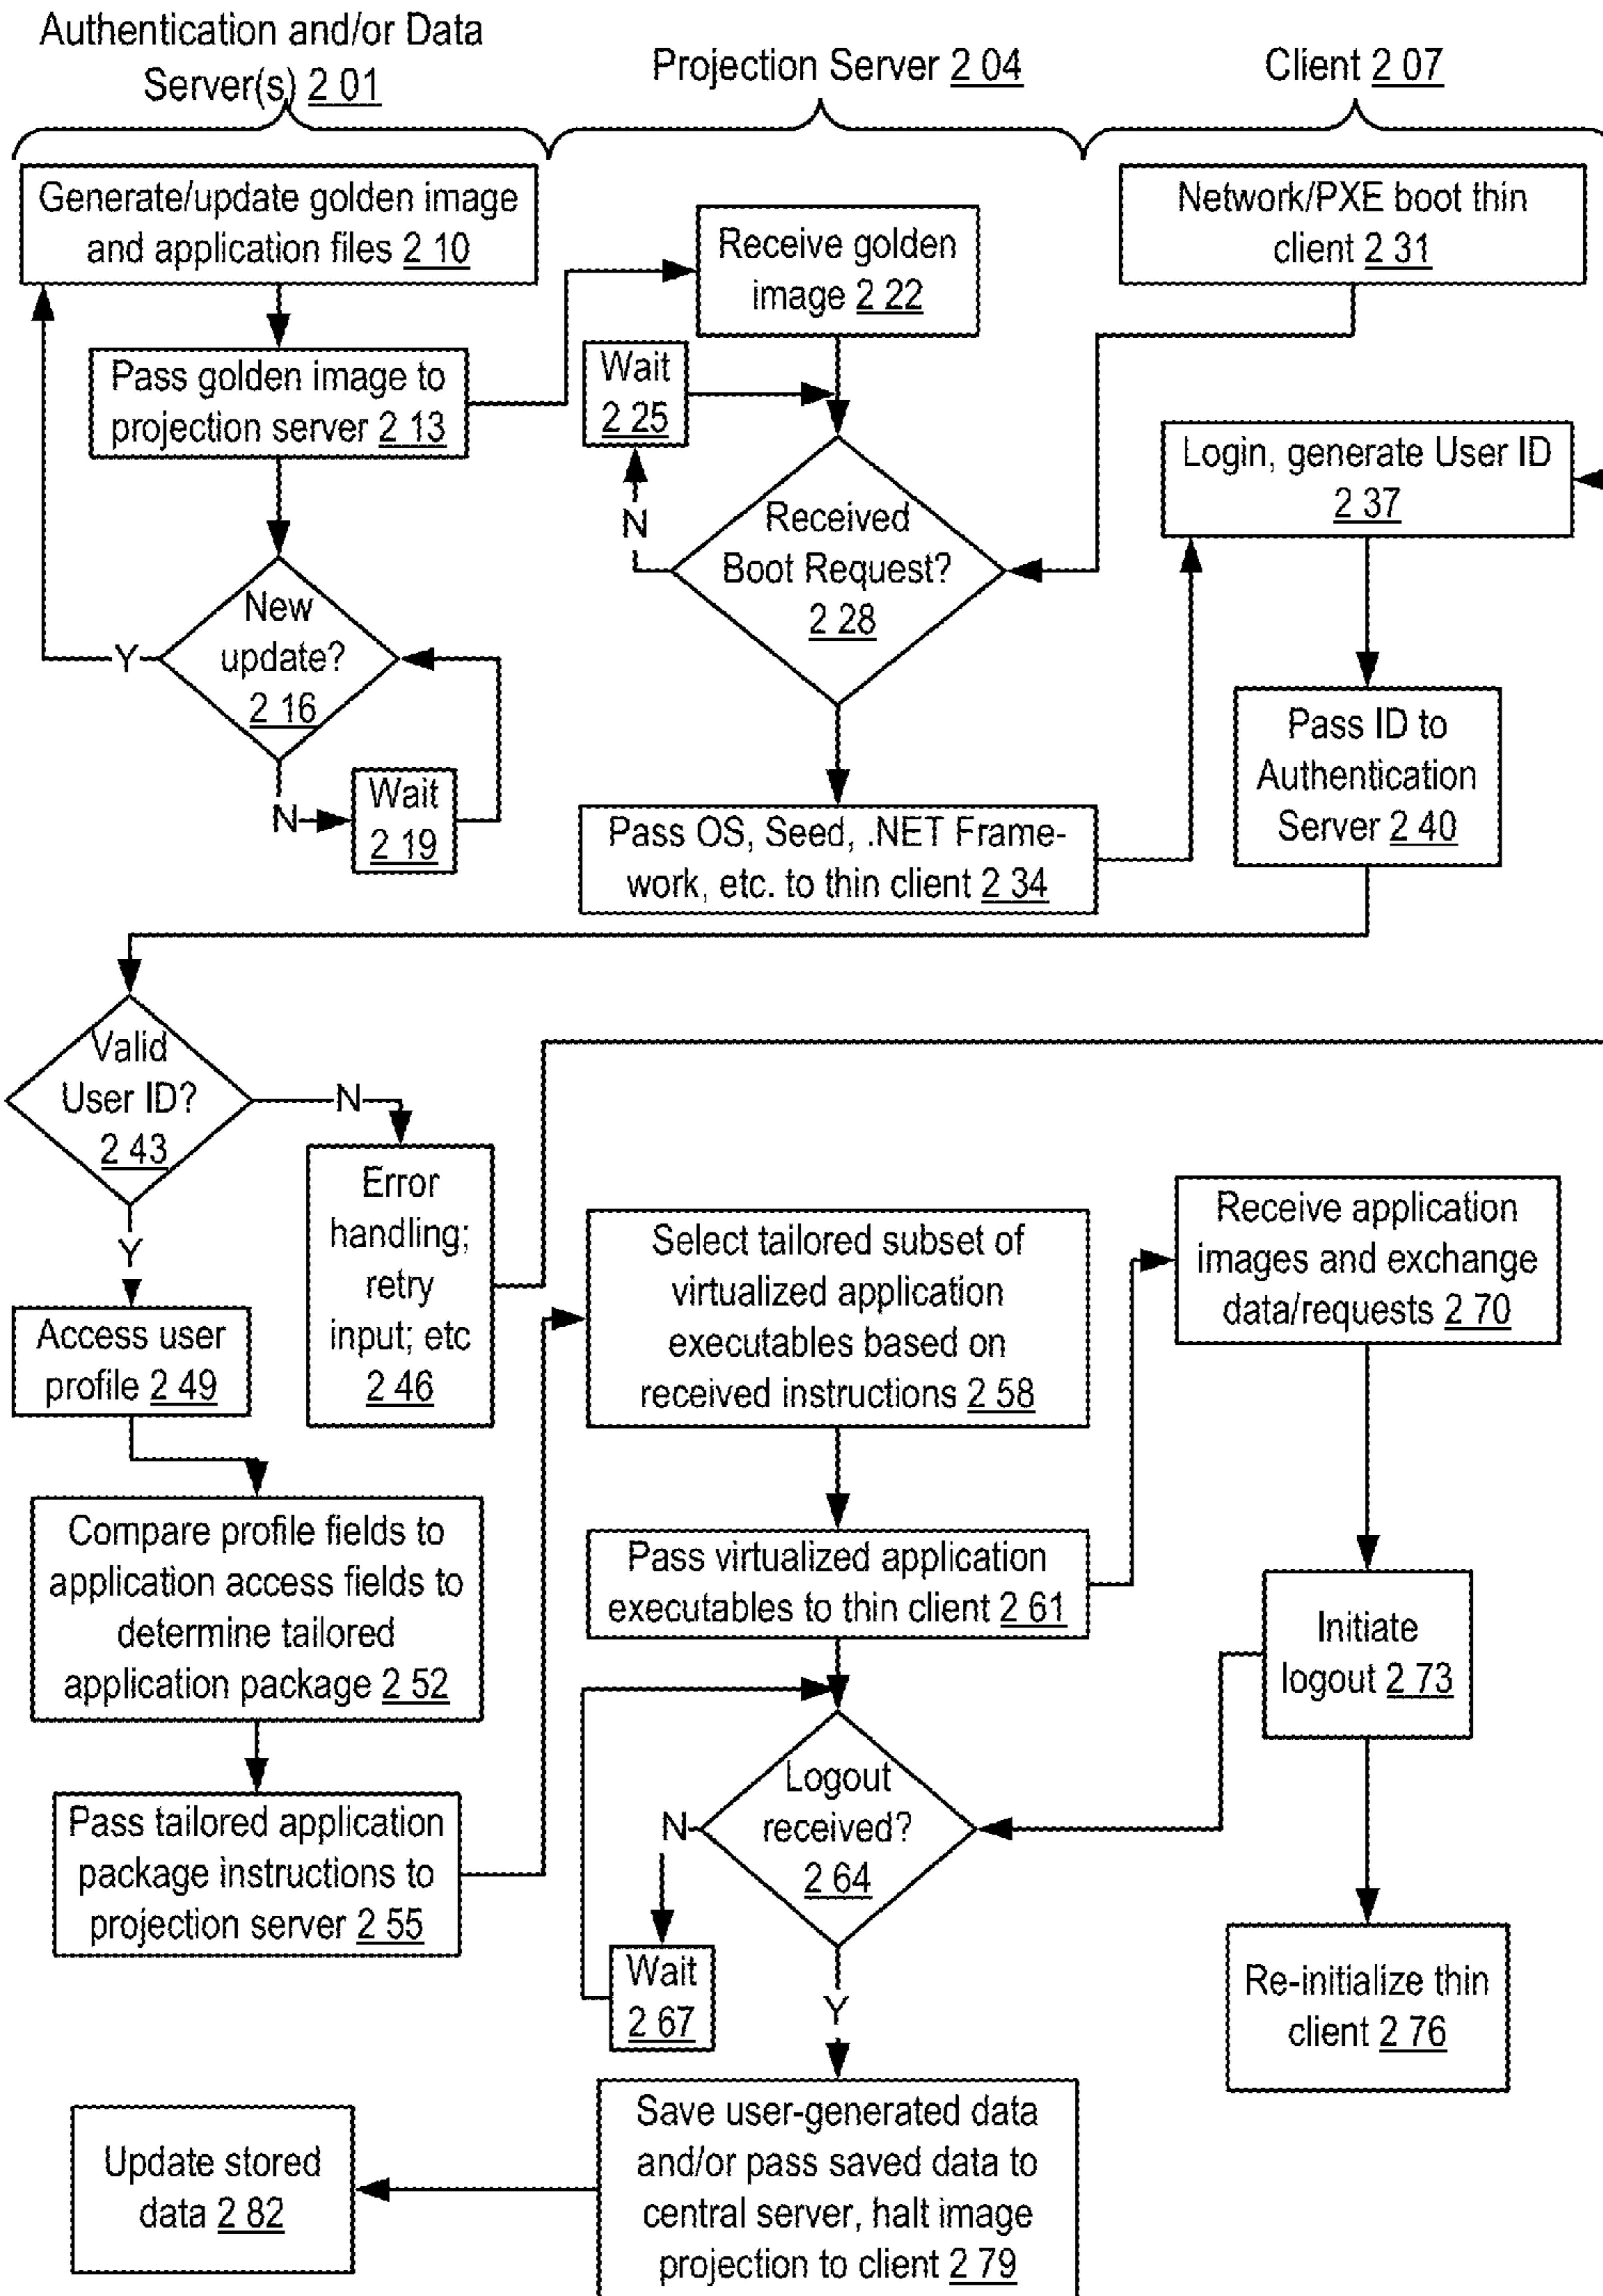 Authentication and/or Data
Server(s) 2 01
Projection Server 2 04
Client 2 07
Generate/update golden image
and application files 2 10
Pass golden image to
projection server 2 13
New
update?
2 16
Y
N
Wait
2 19
Receive golden
image 2 22
Wait
2 25
N
Received
Boot Request?
2 28
Pass OS, Seed, .NET Frame-
work, etc. to thin client 2 34
Network/PXE boot thin
client 2 31
Login, generate User ID
2 37
Pass ID to
Authentication
Server 2 40
Valid
User ID?
2 43
N
Y
Error
handling;
retry
input; etc
2 46
Access user
profile 2 49
Compare profile fields to
application access fields to
determine tailored
application package 2 52
Pass tailored application
package instructions to
projection server 2 55
Select tailored subset of
virtualized application
executables based on
received instructions 2 58
Pass virtualized application
executables to thin client 2 61
Logout
received?
2 64
N
Wait
2 67
Y
Receive application
images and exchange
data/requests 2 70
Initiate
logout 2 73
Re-initialize thin
client 2 76
Save user-generated data
and/or pass saved data to
central server, halt image
projection to client 2 79
Update stored
data 2 82